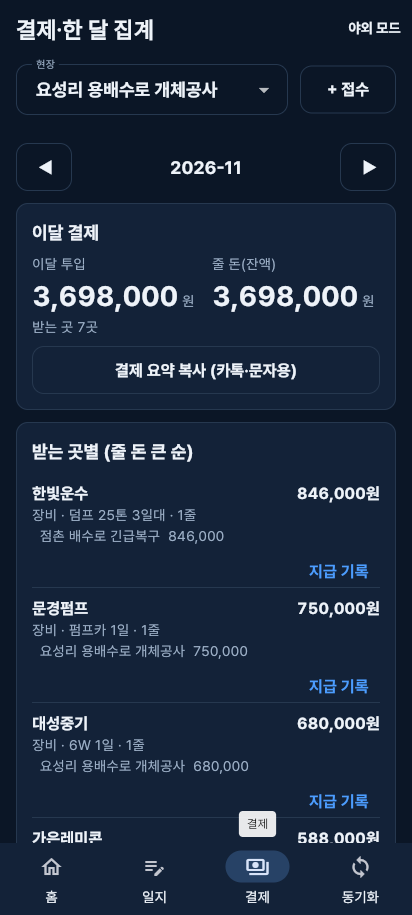 결제·한 달 집계
야외 모드
현장
요성리 용배수로 개체공사
+ 접수
◀ 2026-11 ▶
이달 결제
이달 투입 줄 돈(잔액)
3,698,000 원 3,698,000 원
받는 곳 7곳
결제 요약 복사 (카톡·문자용)
받는 곳별 (줄 돈 큰 순)
한빛운수 846,000원
장비 · 덤프 25톤 3일대 · 1줄
점촌 배수로 긴급복구 846,000
지급 기록
문경펌프 750,000원
장비 · 펌프카 1일 · 1줄
요성리 용배수로 개체공사 750,000
지급 기록
대성중기 680,000원
장비 · 6W 1일 · 1줄
요성리 용배수로 개체공사 680,000
지급 기록
가은레미콘 588,000원
결제
홈 일지 결제 동기화